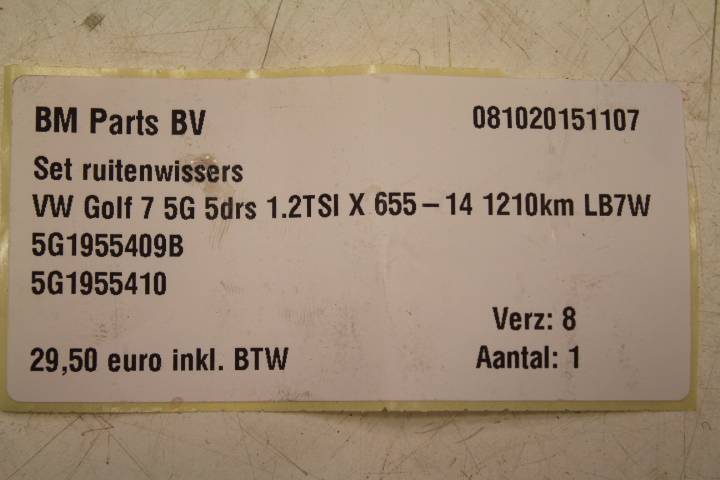 BM Parts BV 081020151107
Set ruitenwissers
VW Golf 7 5G 5drs 1.2TSI X 655-14 1210km LB7W
5G1955409B
5G1955410
Verz: 8
29,50 euro inkl. BTW Aantal: 1